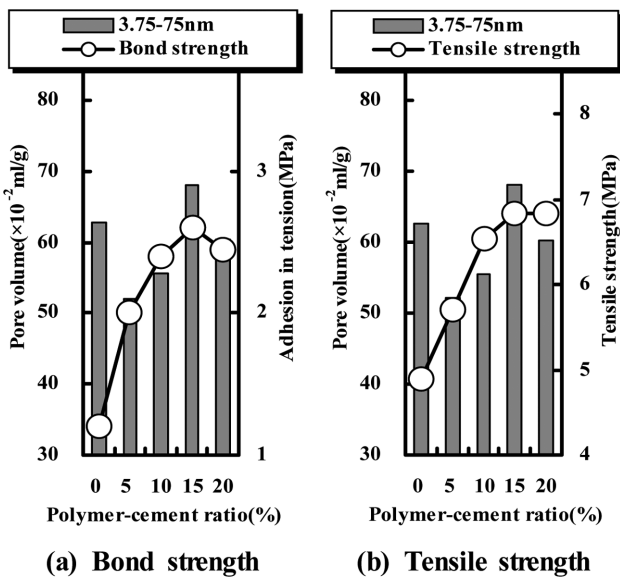 3.75-75nm
Bond strength
80
70
60
50
40
30
Pore volume(×10⁻² ml/g)
3
2
1
Adhesion in tension(MPa)
0 5 10 15 20
Polymer-cement ratio(%)
(a) Bond strength
3.75-75nm
Tensile strength
80
70
60
50
40
30
Pore volume(×10⁻² ml/g)
8
7
6
5
4
Tensile strength(MPa)
0 5 10 15 20
Polymer-cement ratio(%)
(b) Tensile strength